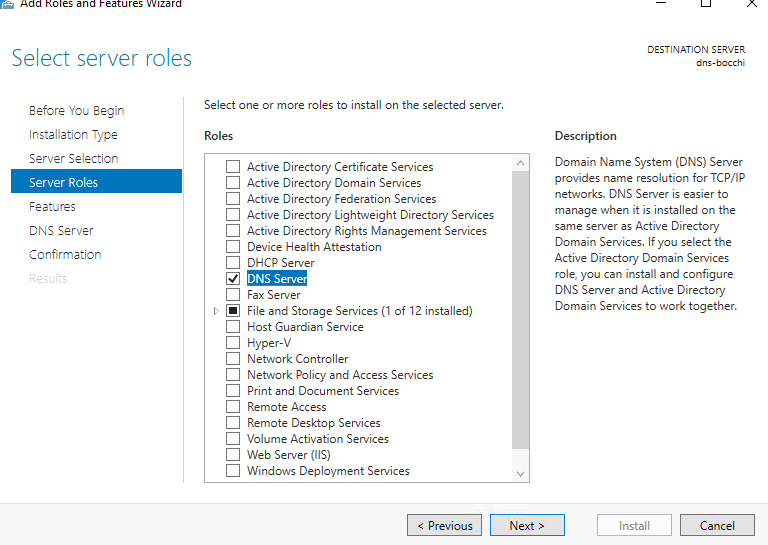 Add Roles and Features Wizard
Select server roles
DESTINATION SERVER
dns-bocchi
Before You Begin
Installation Type
Server Selection
Server Roles
Features
DNS Server
Confirmation
Results
Select one or more roles to install on the selected server.
Roles
Active Directory Certificate Services
Active Directory Domain Services
Active Directory Federation Services
Active Directory Lightweight Directory Services
Active Directory Rights Management Services
Device Health Attestation
DHCP Server
DNS Server
Fax Server
File and Storage Services (1 of 12 installed)
Host Guardian Service
Hyper-V
Network Controller
Network Policy and Access Services
Print and Document Services
Remote Access
Remote Desktop Services
Volume Activation Services
Web Server (IIS)
Windows Deployment Services
Description
Domain Name System (DNS) Server
provides name resolution for TCP/IP
networks. DNS Server is easier to
manage when it is installed on the
same server as Active Directory
Domain Services. If you select the
Active Directory Domain Services
role, you can install and configure
DNS Server and Active Directory
Domain Services to work together.
< Previous
Next >
Install
Cancel